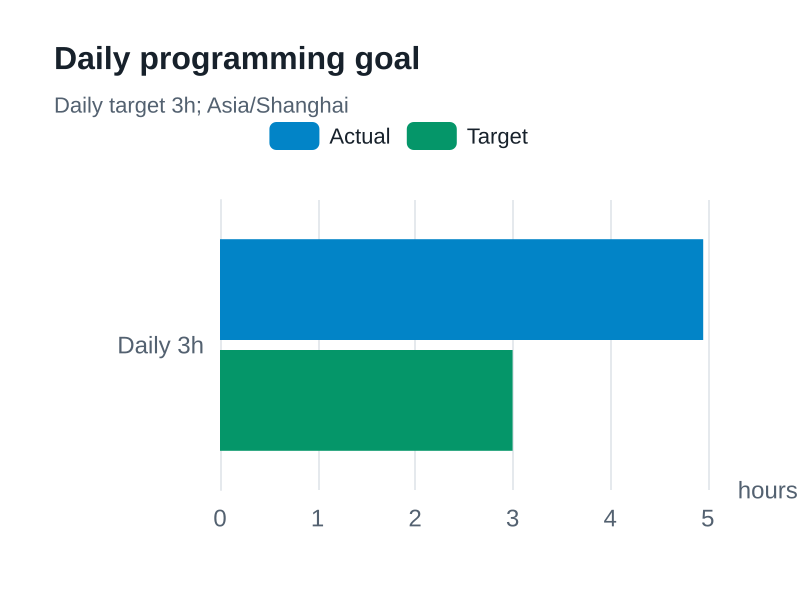 Daily programming goal
Daily target 3h; Asia/Shanghai
Actual Target
Daily 3h
hours
0 1 2 3 4 5